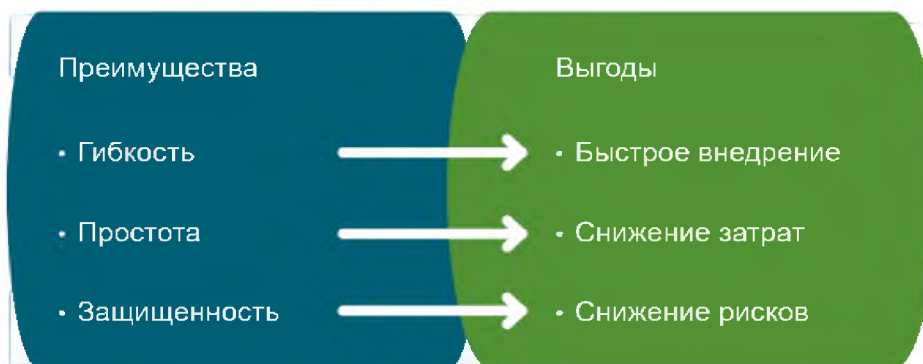 Преимущества
• Гибкость
• Простота
• Защищенность
Выгоды
• Быстрое внедрение
• Снижение затрат
• Снижение рисков